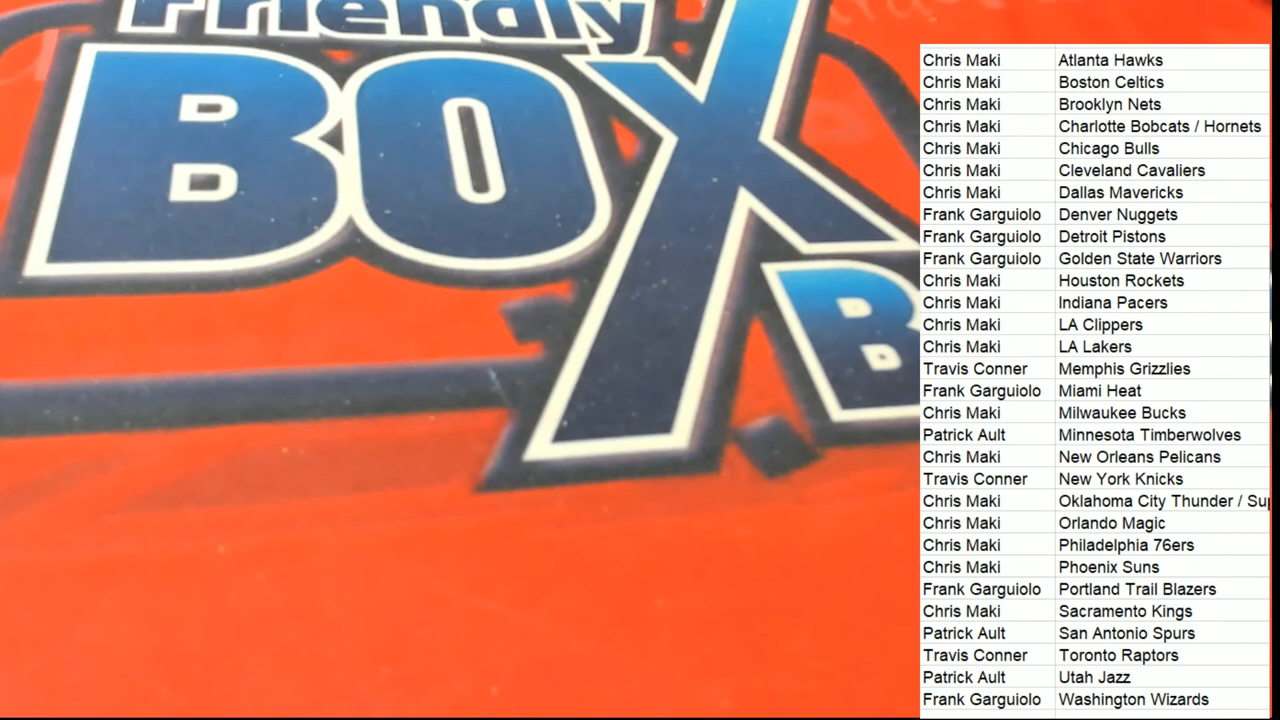 Friendly
BOX
B
Chris Maki Atlanta Hawks
Chris Maki Boston Celtics
Chris Maki Brooklyn Nets
Chris Maki Charlotte Bobcats / Hornets
Chris Maki Chicago Bulls
Chris Maki Cleveland Cavaliers
Chris Maki Dallas Mavericks
Frank Garguiolo Denver Nuggets
Frank Garguiolo Detroit Pistons
Frank Garguiolo Golden State Warriors
Chris Maki Houston Rockets
Chris Maki Indiana Pacers
Chris Maki LA Clippers
Chris Maki LA Lakers
Travis Conner Memphis Grizzlies
Frank Garguiolo Miami Heat
Chris Maki Milwaukee Bucks
Patrick Ault Minnesota Timberwolves
Chris Maki New Orleans Pelicans
Travis Conner New York Knicks
Chris Maki Oklahoma City Thunder / Su
Chris Maki Orlando Magic
Chris Maki Philadelphia 76ers
Chris Maki Phoenix Suns
Frank Garguiolo Portland Trail Blazers
Chris Maki Sacramento Kings
Patrick Ault San Antonio Spurs
Travis Conner Toronto Raptors
Patrick Ault Utah Jazz
Frank Garguiolo Washington Wizards